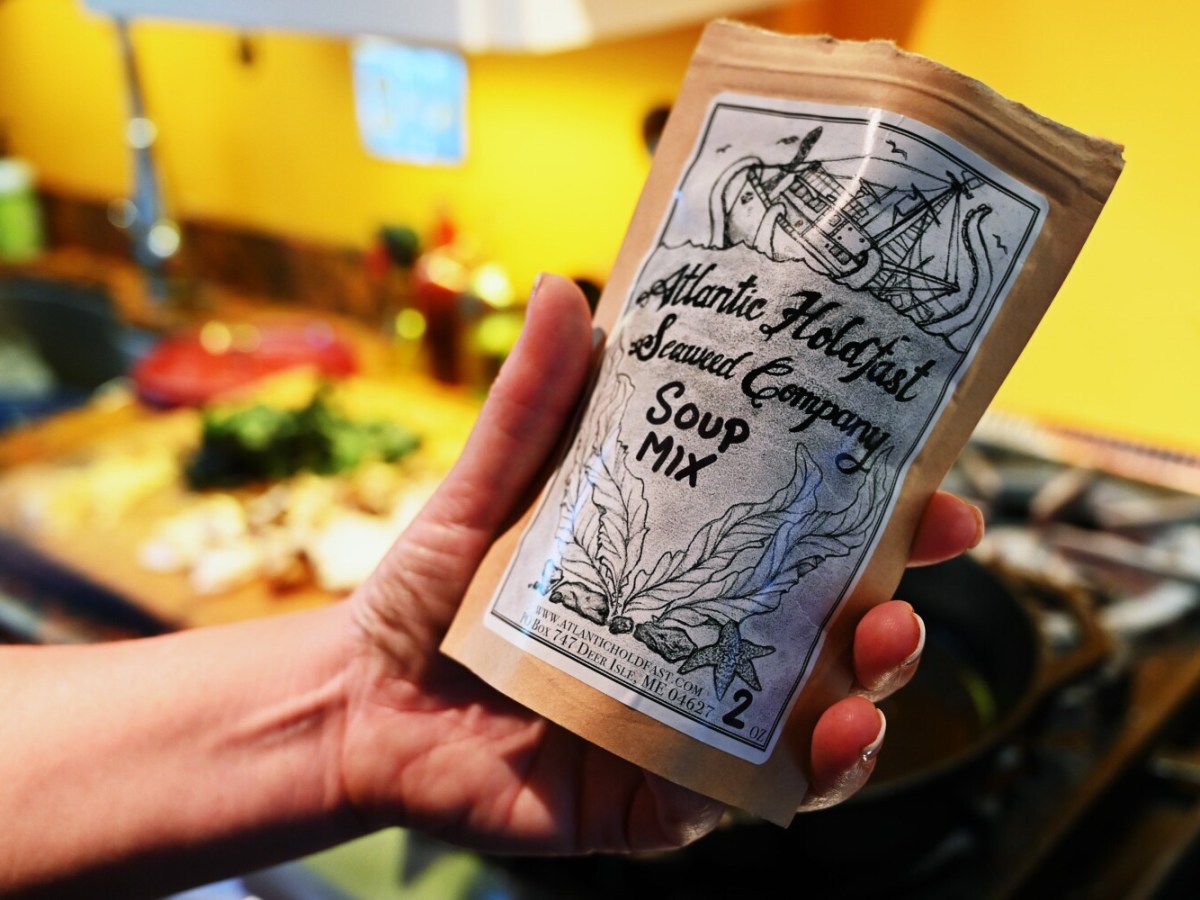 Atlantic Holdfast
Seaweed Company
SOUP
MIX
WWW.ATLANTICHOLDFAST.COM
PO BOX 747 DEER ISLE, ME 04627
2 OZ